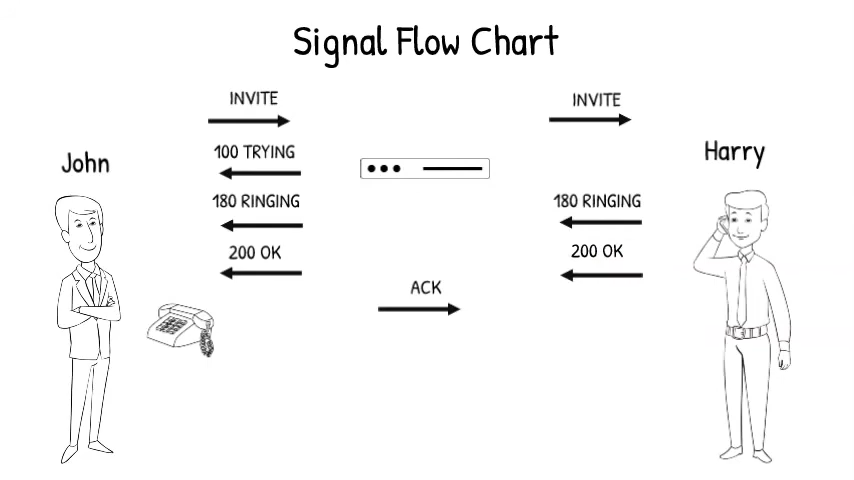 Signal Flow Chart
INVITE
INVITE
100 TRYING
John
Harry
180 RINGING
180 RINGING
200 OK
200 OK
ACK